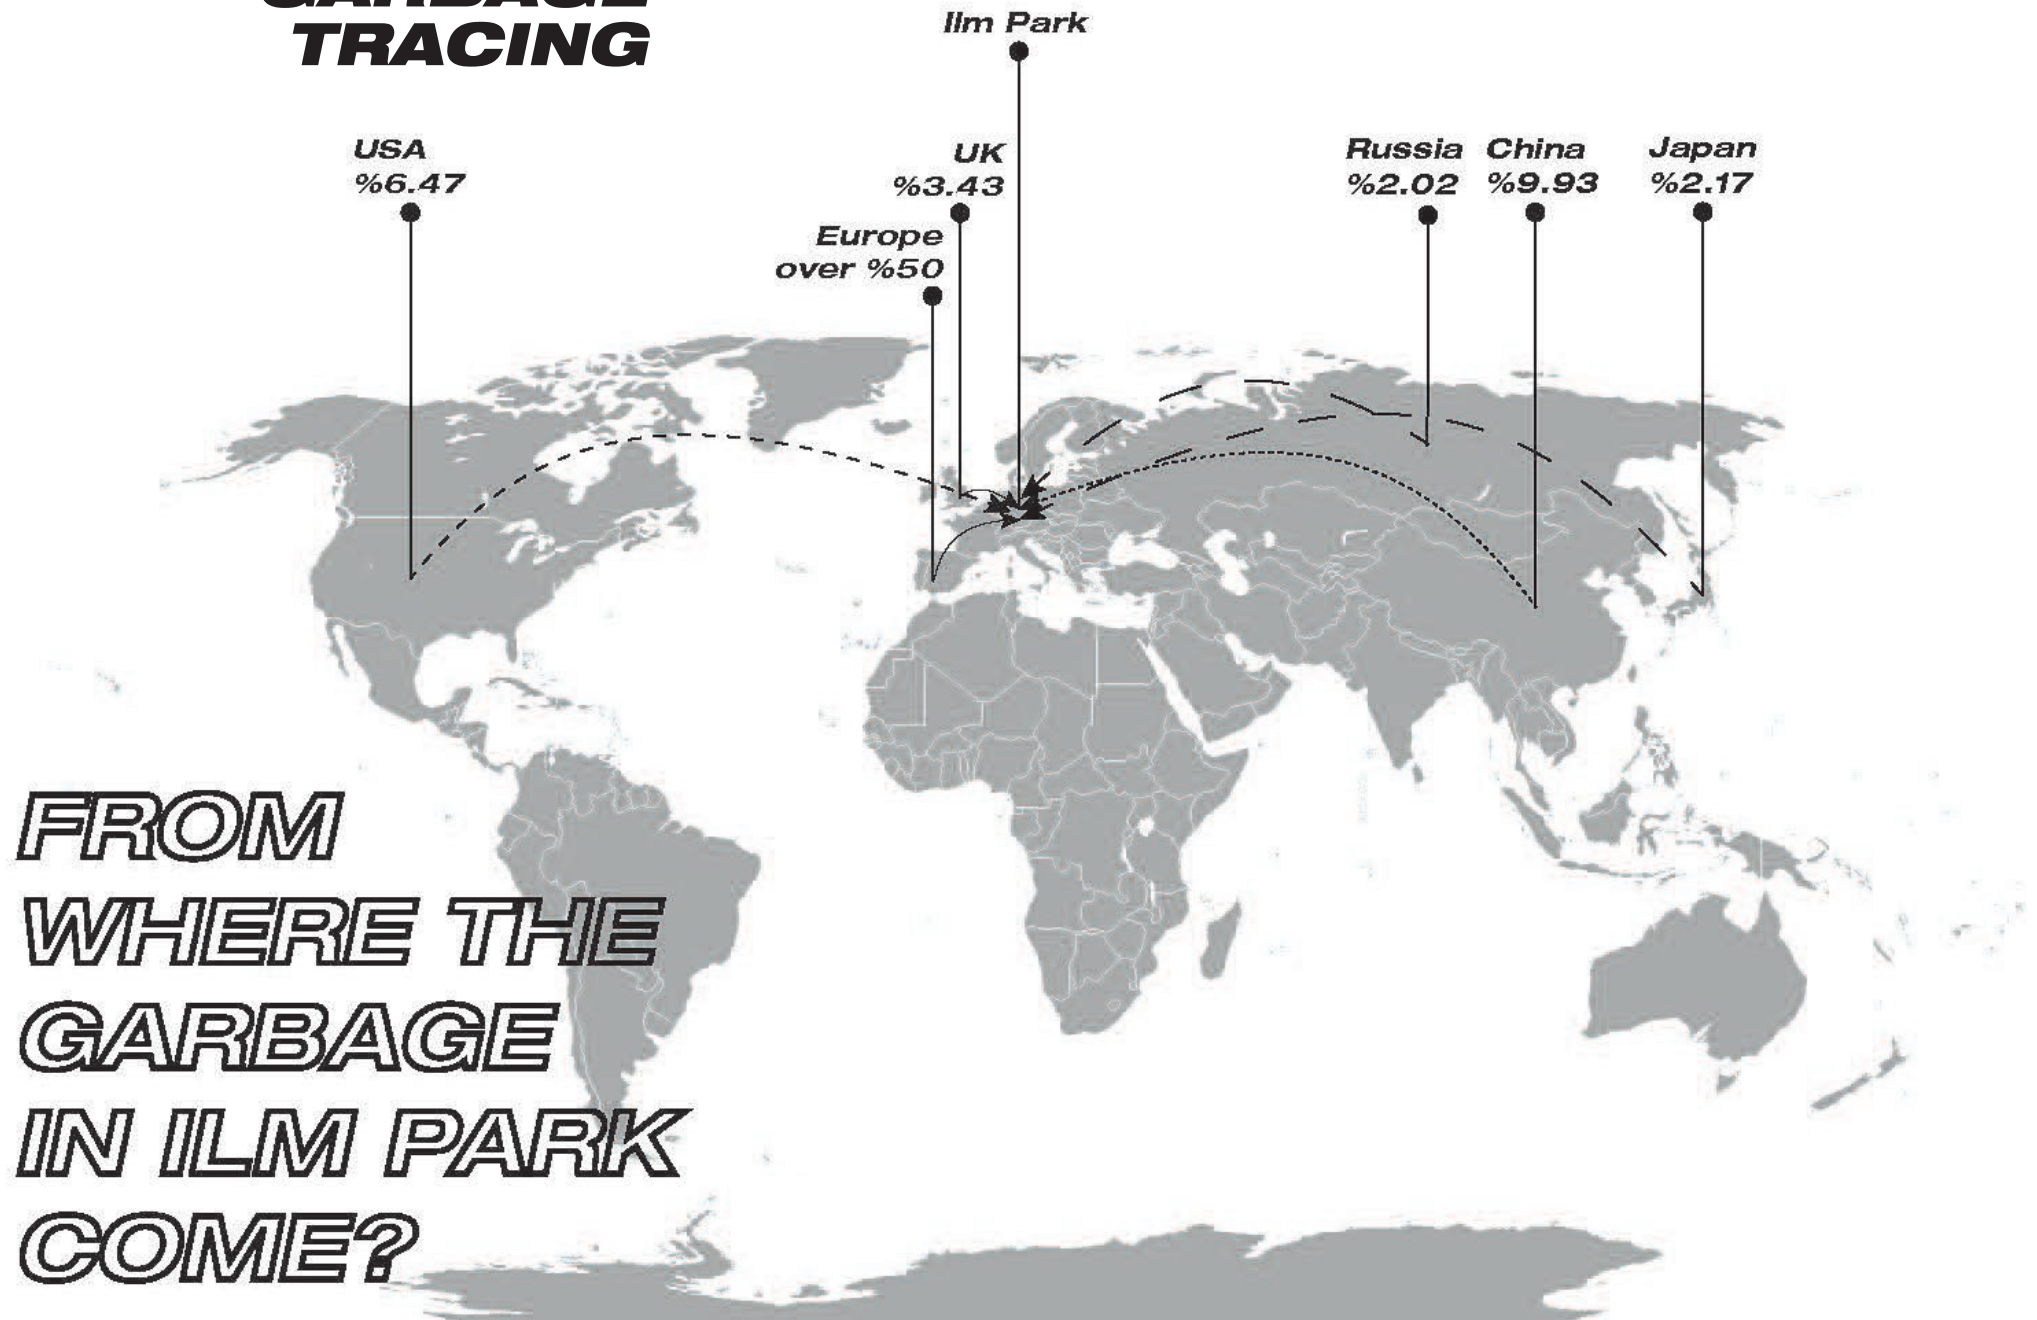 GARBAGE
TRACING
Ilm Park
USA
%6.47
UK
%3.43
Europe
over %50
Russia
%2.02
China
%9.93
Japan
%2.17
FROM
WHERE THE
GARBAGE
IN ILM PARK
COME?